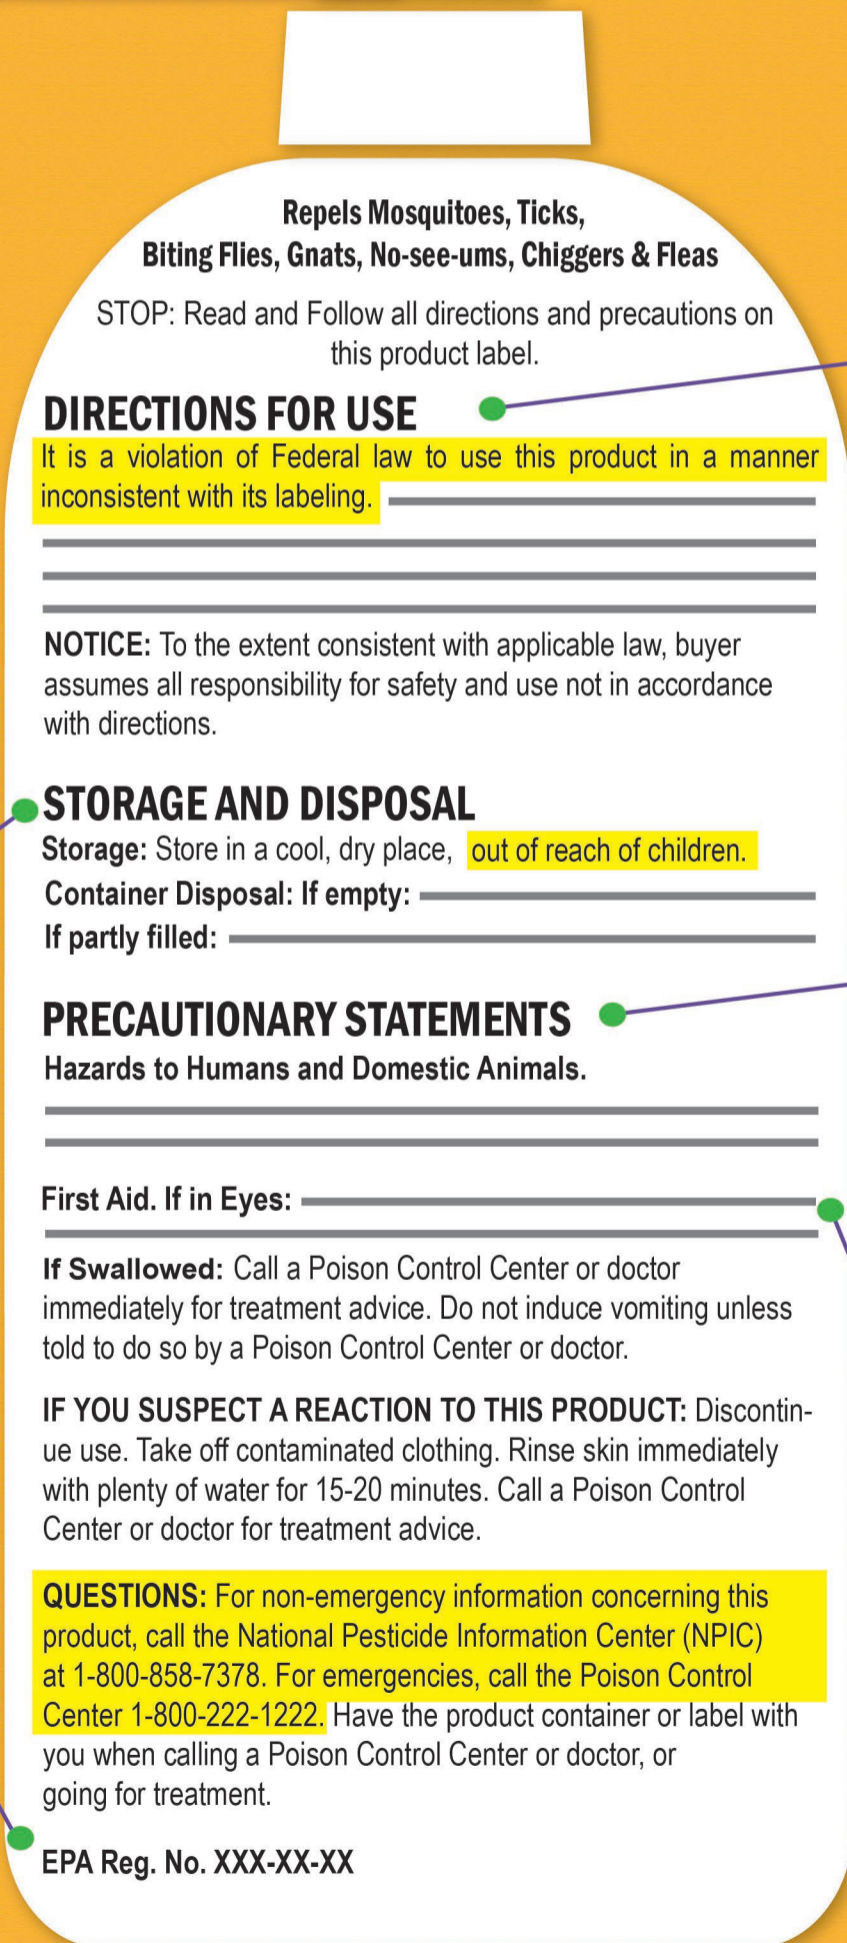 Repels Mosquitoes, Ticks,
Biting Flies, Gnats, No-see-ums, Chiggers & Fleas
STOP: Read and Follow all directions and precautions on
this product label.
DIRECTIONS FOR USE
It is a violation of Federal law to use this product in a manner
inconsistent with its labeling.
NOTICE: To the extent consistent with applicable law, buyer
assumes all responsibility for safety and use not in accordance
with directions.
STORAGE AND DISPOSAL
Storage: Store in a cool, dry place, out of reach of children.
Container Disposal: If empty:
If partly filled:
PRECAUTIONARY STATEMENTS
Hazards to Humans and Domestic Animals.
First Aid. If in Eyes:
If Swallowed: Call a Poison Control Center or doctor
immediately for treatment advice. Do not induce vomiting unless
told to do so by a Poison Control Center or doctor.
IF YOU SUSPECT A REACTION TO THIS PRODUCT: Discontin-
ue use. Take off contaminated clothing. Rinse skin immediately
with plenty of water for 15-20 minutes. Call a Poison Control
Center or doctor for treatment advice.
QUESTIONS: For non-emergency information concerning this
product, call the National Pesticide Information Center (NPIC)
at 1-800-858-7378. For emergencies, call the Poison Control
Center 1-800-222-1222. Have the product container or label with
you when calling a Poison Control Center or doctor, or
going for treatment.
EPA Reg. No. XXX-XX-XX